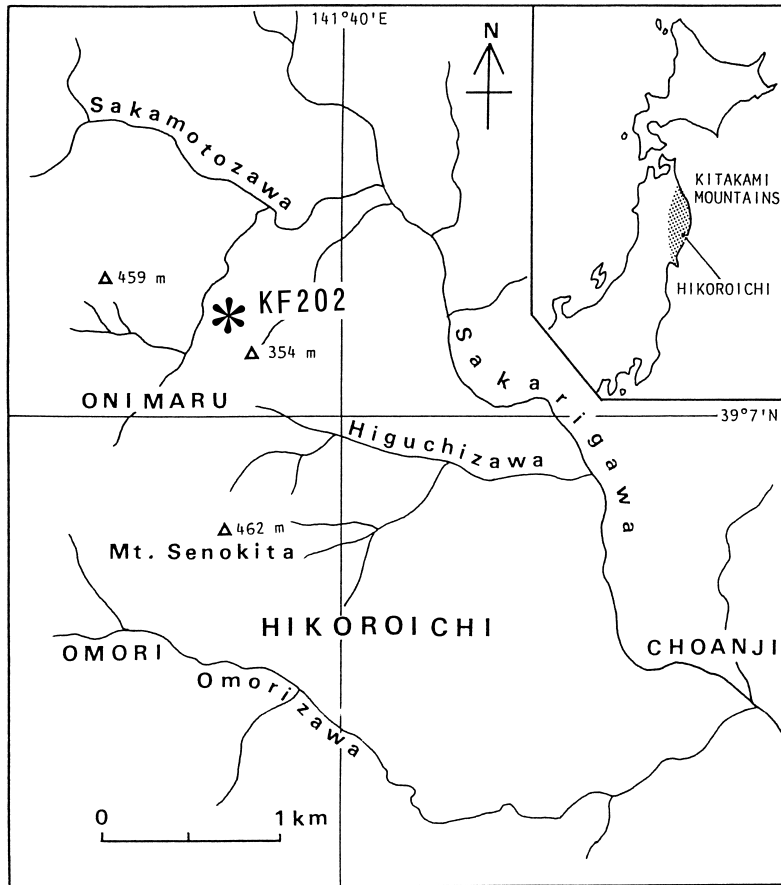 141°40'E
N
Sakamotozawa
KITAKAMI
MOUNTAINS
HIKOROICHI
459 m
KF202
354 m
ONIMARU
Sakarigawa
39°7'N
Higuchizawa
462 m
Mt. Senokita
HIKOROICHI
OMORI
CHOANJI
Omorizawa
0 1km